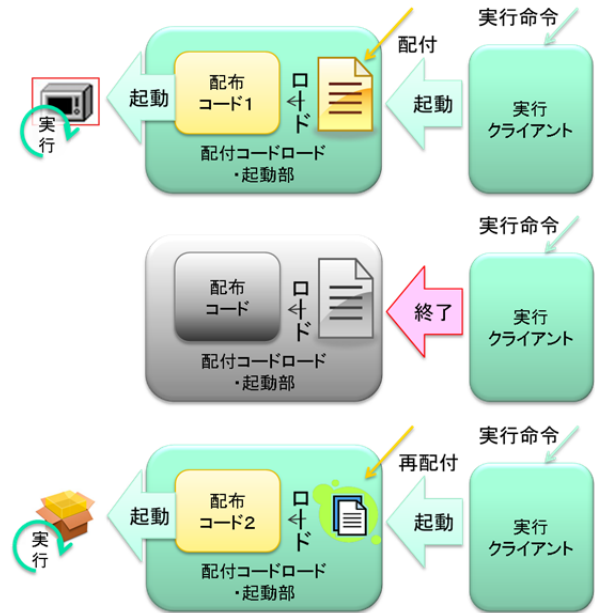 実行命令
配付
配布
コード1
ロード
起動
起動
実行
実行
クライアント
配付コードロード
・起動部
実行命令
配布
コード
ロード
終了
実行
クライアント
配付コードロード
・起動部
実行命令
再配付
配布
コード2
ロード
起動
起動
実行
実行
クライアント
配付コードロード
・起動部